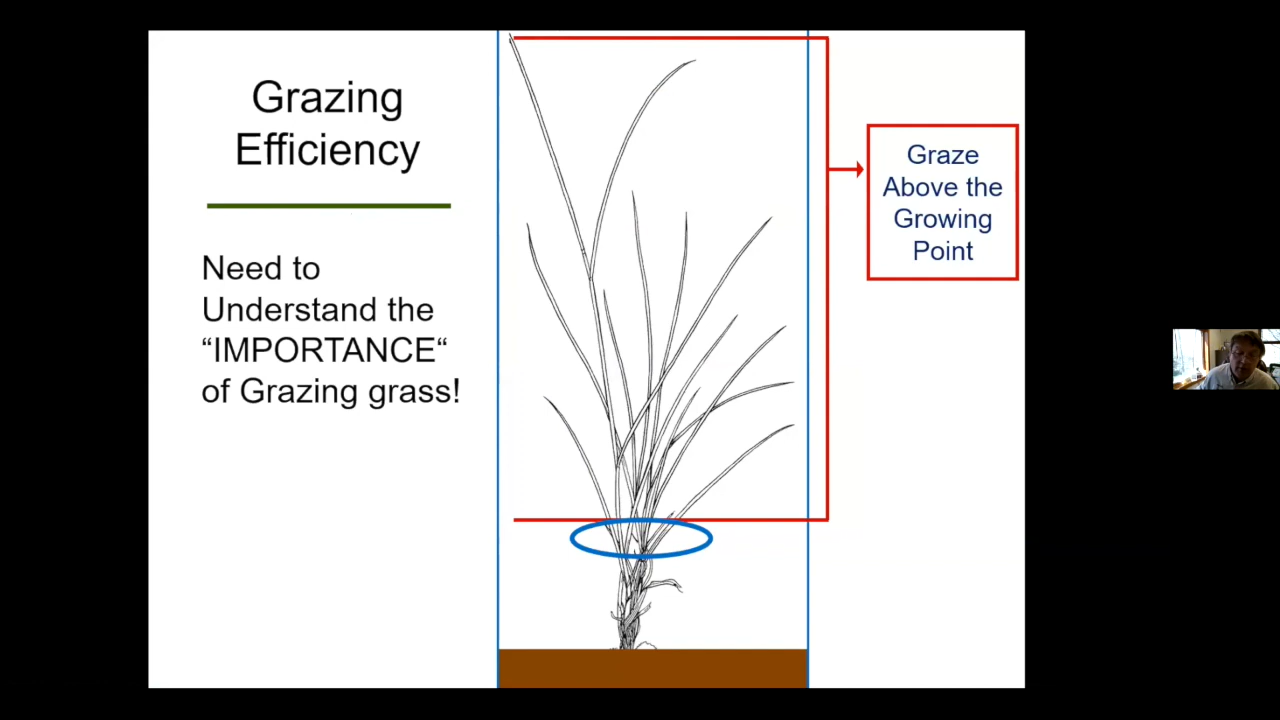 Grazing
Efficiency
Need to
Understand the
“IMPORTANCE“
of Grazing grass!
Graze
Above the
Growing
Point